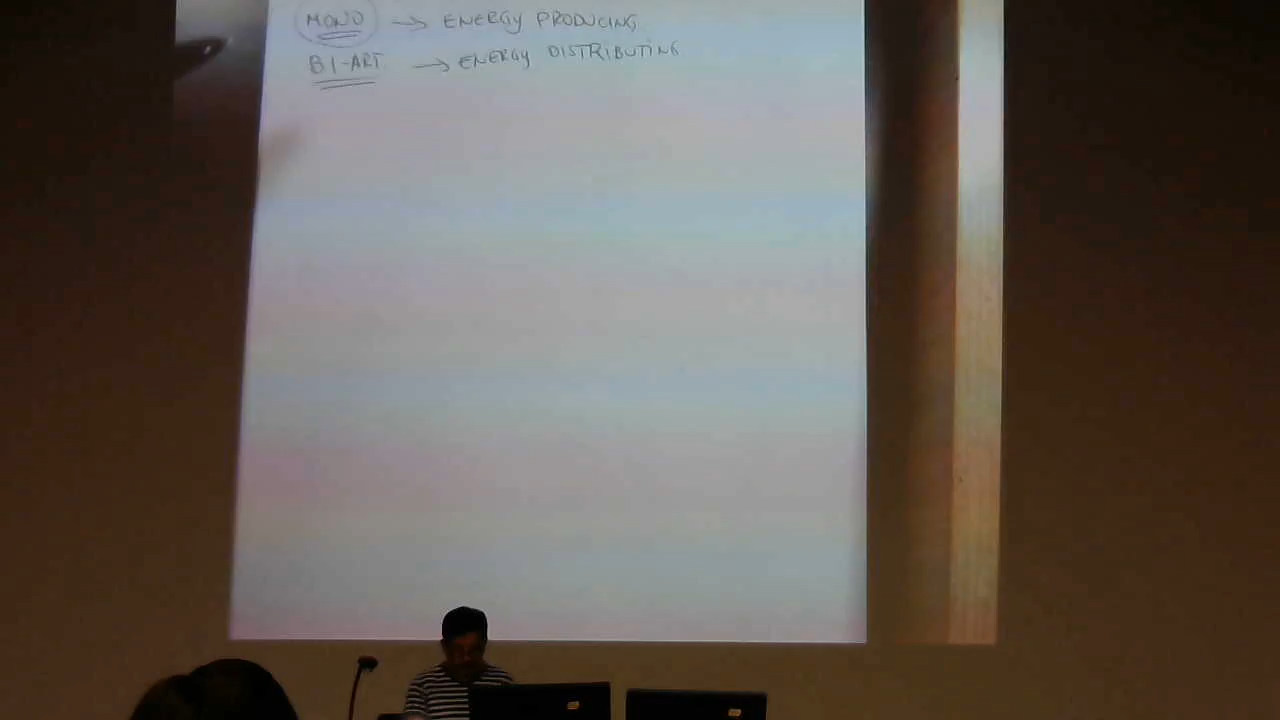 MONO → ENERGY PRODUCING
BI-ART → ENERGY DISTRIBUTING